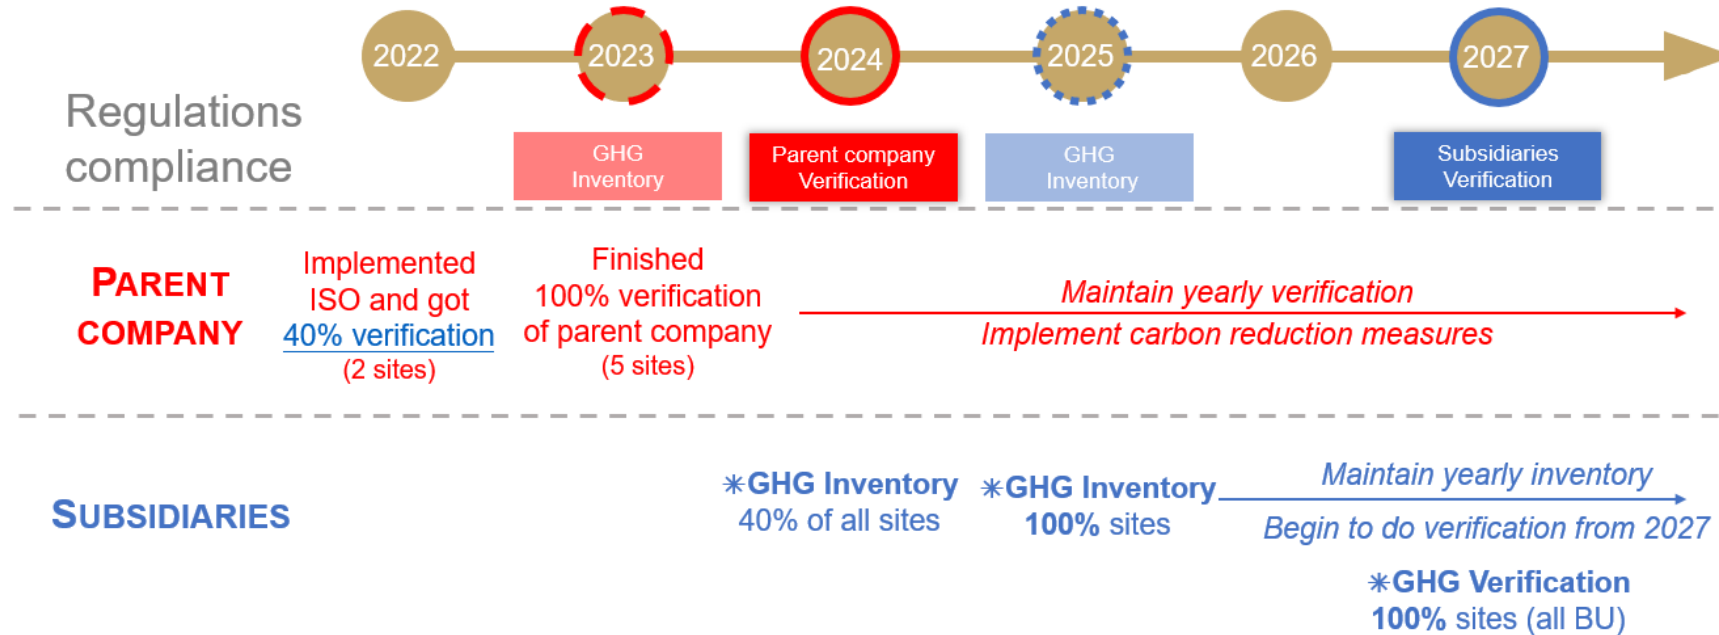 2022
2023
2024
2025
2026
2027
Regulations
compliance
GHG
Inventory
Parent company
Verification
GHG
Inventory
Subsidiaries
Verification
PARENT
COMPANY
Implemented
ISO and got
40% verification
(2 sites)
Finished
100% verification
of parent company
(5 sites)
Maintain yearly verification
Implement carbon reduction measures
SUBSIDIARIES
✳GHG Inventory
40% of all sites
✳GHG Inventory
100% sites
Maintain yearly inventory
Begin to do verification from 2027
✳GHG Verification
100% sites (all BU)